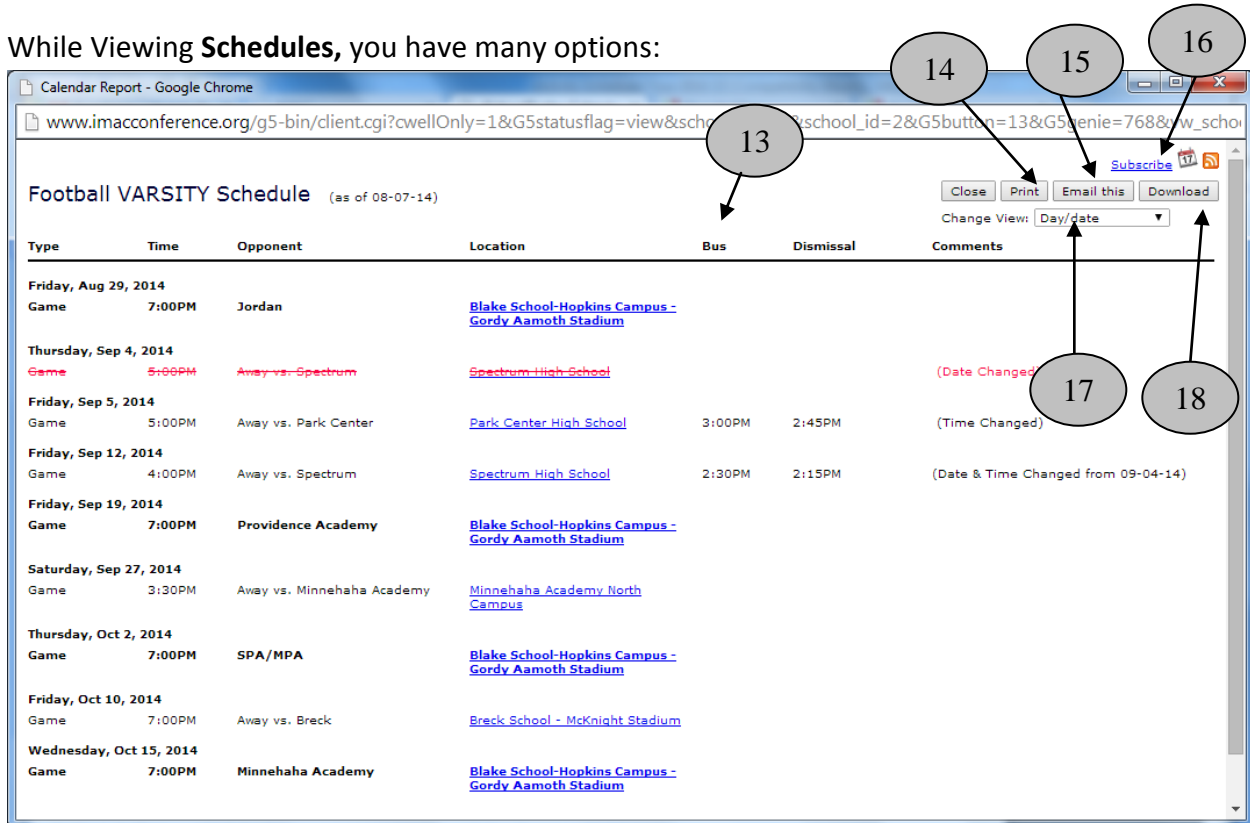 While Viewing Schedules, you have many options:
14 15 16
Calendar Report - Google Chrome
www.imacconference.org/g5-bin/client.cgi?cwellOnly=1&G5statusflag=view&scho &school_id=2&G5button=13&G5genie=768&vw_schoo
13
Subscribe 17
Football VARSITY Schedule (as of 08-07-14)
Close Print Email this Download
Change View: Day/date
Type Time Opponent Location Bus Dismissal Comments
Friday, Aug 29, 2014
Game 7:00PM Jordan Blake School-Hopkins Campus -
Gordy Aamoth Stadium
Thursday, Sep 4, 2014
Game 5:00PM Away vs. Spectrum Spectrum High School (Date Changed)
17 18
Friday, Sep 5, 2014
Game 5:00PM Away vs. Park Center Park Center High School 3:00PM 2:45PM (Time Changed)
Friday, Sep 12, 2014
Game 4:00PM Away vs. Spectrum Spectrum High School 2:30PM 2:15PM (Date & Time Changed from 09-04-14)
Friday, Sep 19, 2014
Game 7:00PM Providence Academy Blake School-Hopkins Campus -
Gordy Aamoth Stadium
Saturday, Sep 27, 2014
Game 3:30PM Away vs. Minnehaha Academy Minnehaha Academy North
Campus
Thursday, Oct 2, 2014
Game 7:00PM SPA/MPA Blake School-Hopkins Campus -
Gordy Aamoth Stadium
Friday, Oct 10, 2014
Game 7:00PM Away vs. Breck Breck School - McKnight Stadium
Wednesday, Oct 15, 2014
Game 7:00PM Minnehaha Academy Blake School-Hopkins Campus -
Gordy Aamoth Stadium